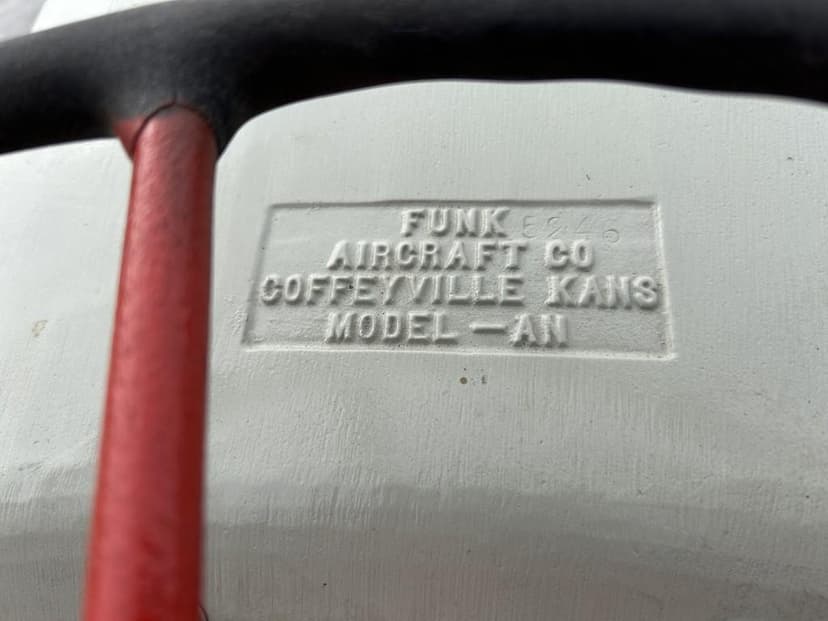 FUNK 5246
AIRCRAFT CO
COFFEYVILLE KANS
MODEL — AN